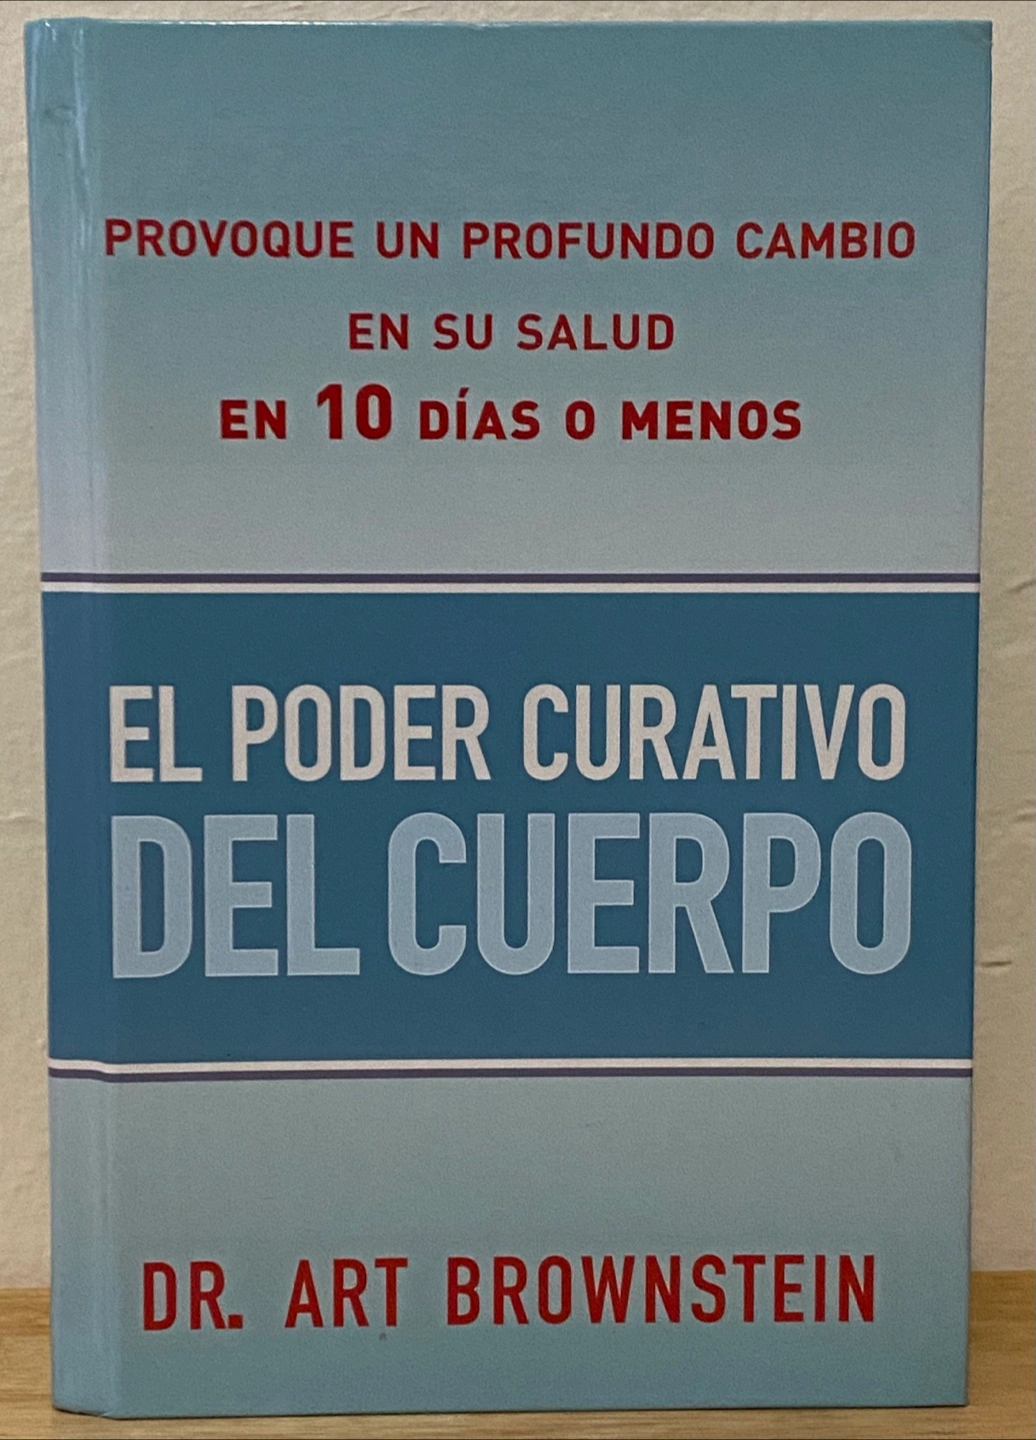 PROVOQUE UN PROFUNDO CAMBIO
EN SU SALUD
EN 10 DÍAS O MENOS
EL PODER CURATIVO
DEL CUERPO
DR. ART BROWNSTEIN